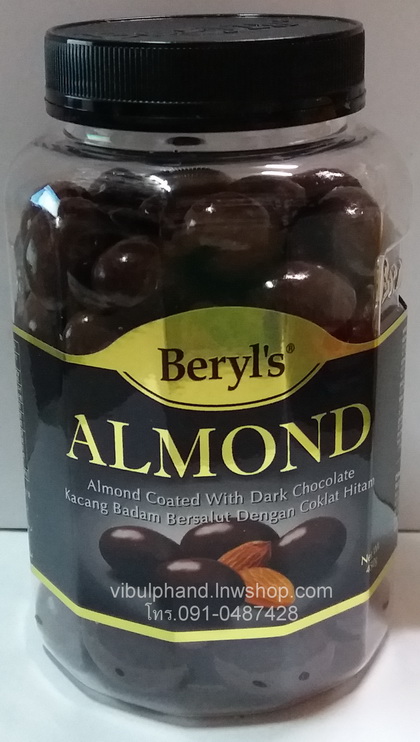 Beryl's®
ALMOND
Almond Coated With Dark Chocolate
Kacang Badam Bersalut Dengan Coklat Hitam
vibulphand.lnwshop.com
โทร.091-0487428